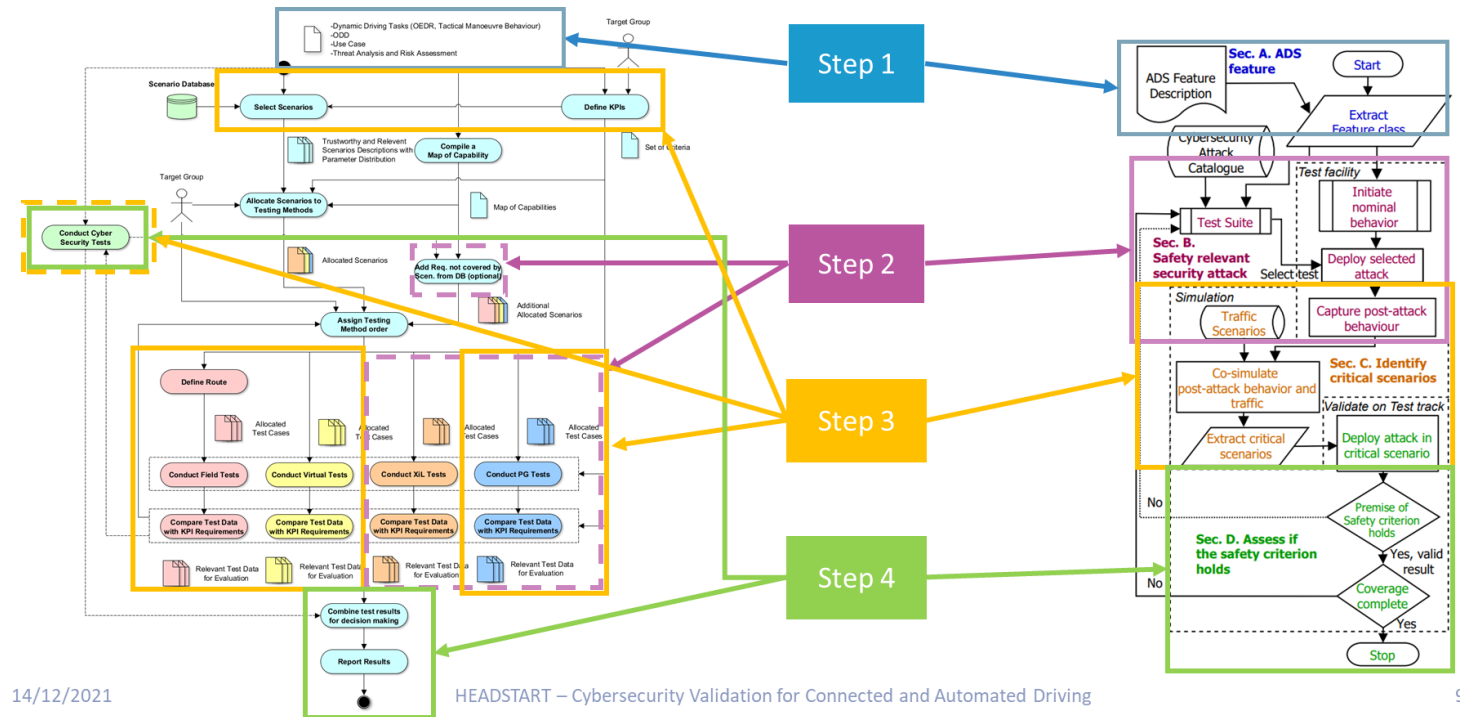 -Dynamic Driving Tasks (OEDR, Tactical Manoeuvre Behaviour)
-ODD
-Use Case
-Threat Analysis and Risk Assessment
Target Group
Scenario Database
Select Scenarios
Define KPIs
Trustworthy and Relevant
Scenarios Descriptions with
Parameter Distribution
Compile a
Map of Capability
Set of Criteria
Target Group
Allocate Scenarios to
Testing Methods
Map of Capabilities
Conduct Cyber
Security Tests
Allocated Scenarios
Add Req. not covered by
Scen. from DB (optional)
Additional
Allocated Scenarios
Assign Testing
Method order
Define Route
Allocated
Test Cases
Allocated
Test Cases
Allocated
Test Cases
Allocated
Test Cases
Conduct Field Tests
Conduct Virtual Tests
Conduct XiL Tests
Conduct PG Tests
Compare Test Data
with KPI Requirements
Compare Test Data
with KPI Requirements
Compare Test Data
with KPI Requirements
Compare Test Data
with KPI Requirements
Relevant Test Data
for Evaluation
Relevant Test Data
for Evaluation
Relevant Test Data
for Evaluation
Relevant Test Data
for Evaluation
Combine test results
for decision making
Report Results
Step 1
Step 2
Step 3
Step 4
ADS Feature
Description
Sec. A. ADS
feature
Start
Extract
Feature class
Cybersecurity
Attack
Catalogue
Test facility
Initiate
nominal
behavior
Test Suite
Sec. B.
Safety relevant
security attack
Select test
Deploy selected
attack
Simulation
Traffic
Scenarios
Capture post-attack
behaviour
Sec. C. Identify
critical scenarios
Co-simulate
post-attack behavior and
traffic
Validate on Test track
Extract critical
scenarios
Deploy attack in
critical scenario
No
Premise of
Safety criterion
holds
Sec. D. Assess if
the safety criterion
holds
Yes, valid
result
No
Coverage
complete
Yes
Stop
14/12/2021
HEADSTART – Cybersecurity Validation for Connected and Automated Driving
9